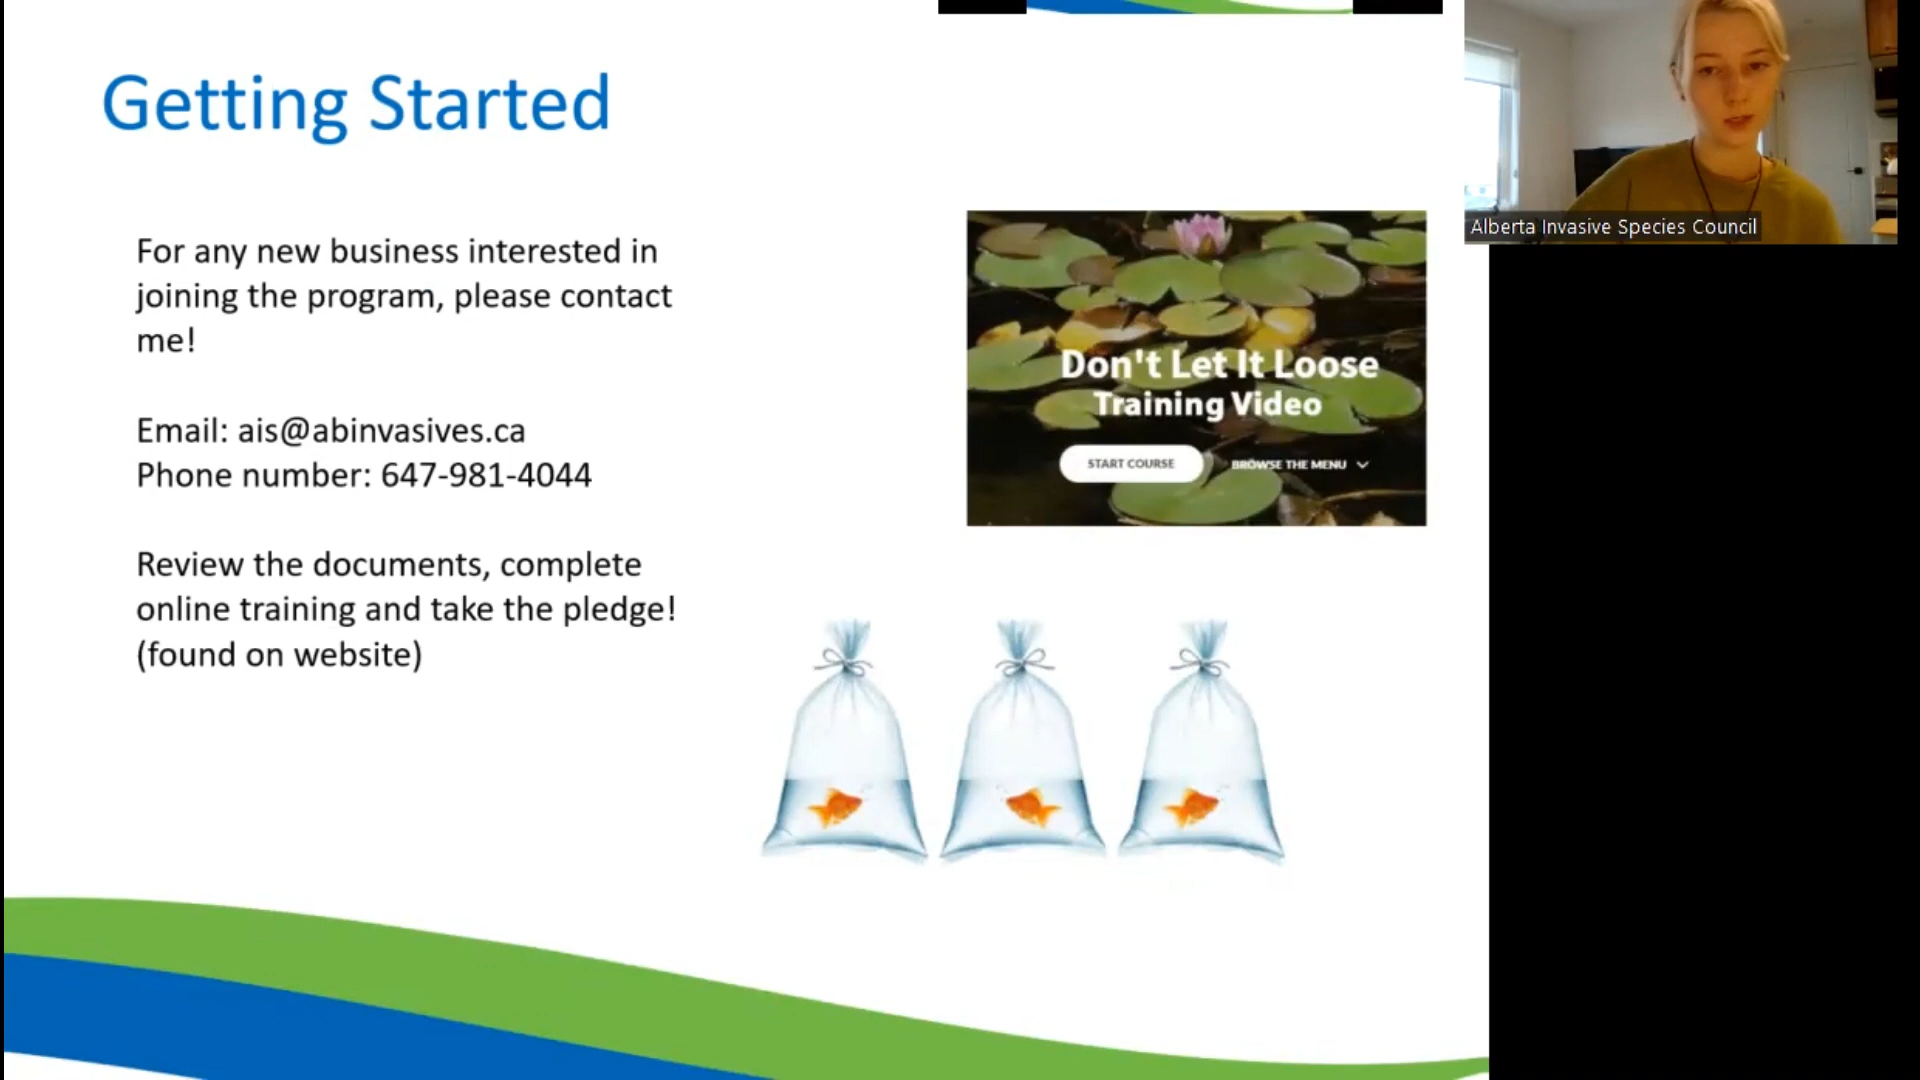 Getting Started
For any new business interested in
joining the program, please contact
me!
Email: ais@abinvasives.ca
Phone number: 647-981-4044
Review the documents, complete
online training and take the pledge!
(found on website)
Don't Let It Loose
Training Video
START COURSE
BROWSE THE MENU
Alberta Invasive Species Council